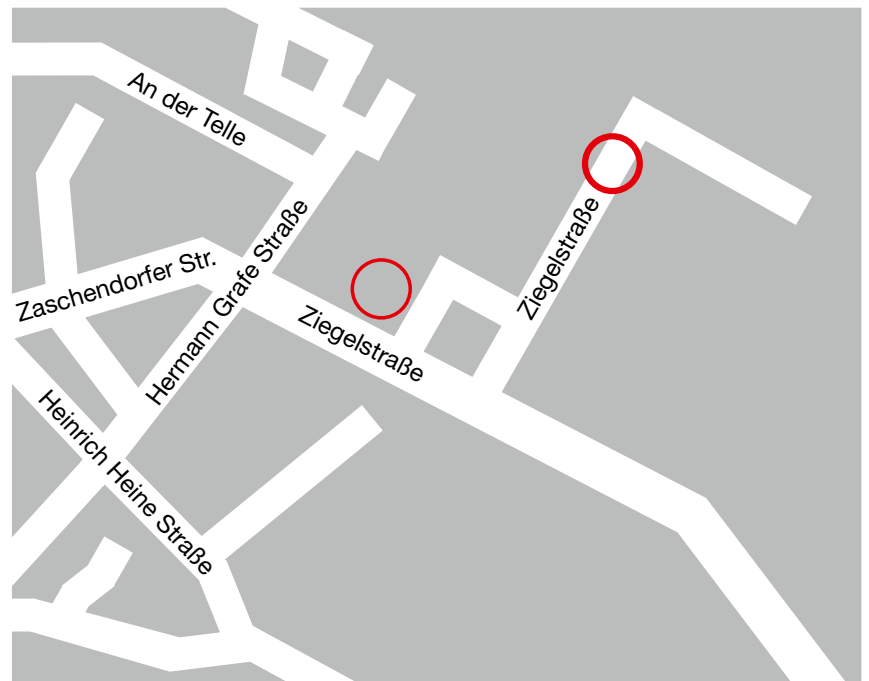 An der Telle
Zaschendorfer Str.
Hermann Grafe Straße
Ziegelstraße
Ziegelstraße
Heinrich Heine Straße